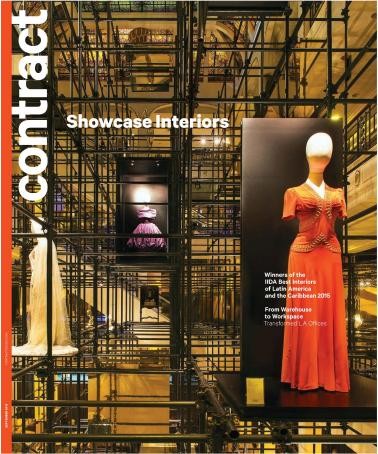 contract
Showcase Interiors
Winners of the
IIDA Best Interiors
of Latin America
and the Caribbean 2015
From Warehouse
to Workspace
Transformed LA Offices